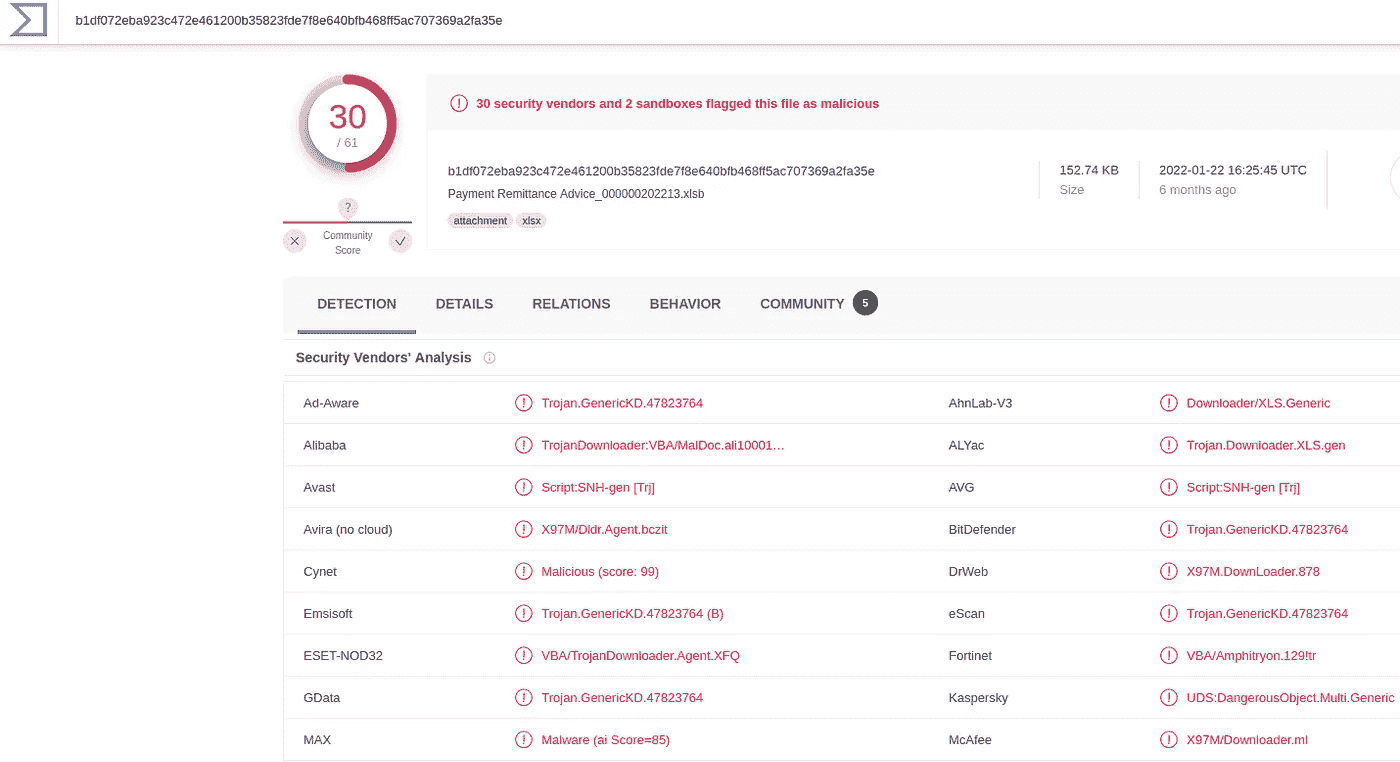 b1df072eba923c472e461200b35823fde7f8e640bfb468ff5ac707369a2fa35e
30
/ 61
? 
Community
Score
30 security vendors and 2 sandboxes flagged this file as malicious
b1df072eba923c472e461200b35823fde7f8e640bfb468ff5ac707369a2fa35e
Payment Remittance Advice_000000202213.xlsb
attachment xlsx
152.74 KB
Size
2022-01-22 16:25:45 UTC
6 months ago
DETECTION DETAILS RELATIONS BEHAVIOR COMMUNITY 5
Security Vendors' Analysis
Ad-Aware Trojan.GenericKD.47823764 AhnLab-V3 Downloader/XLS.Generic
Alibaba TrojanDownloader:VBA/MalDoc.ali10001… ALYac Trojan.Downloader.XLS.gen
Avast Script:SNH-gen [Trj] AVG Script:SNH-gen [Trj]
Avira (no cloud) X97M/Dldr.Agent.bczit BitDefender Trojan.GenericKD.47823764
Cynet Malicious (score: 99) DrWeb X97M.DownLoader.878
Emsisoft Trojan.GenericKD.47823764 (B) eScan Trojan.GenericKD.47823764
ESET-NOD32 VBA/TrojanDownloader.Agent.XFQ Fortinet VBA/Amphitryon.129!tr
GData Trojan.GenericKD.47823764 Kaspersky UDS:DangerousObject.Multi.Generic
MAX Malware (ai Score=85) McAfee X97M/Downloader.ml